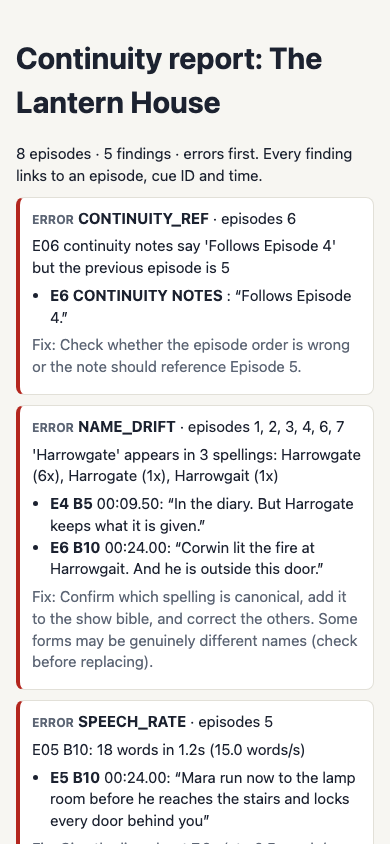 Continuity report: The
Lantern House
8 episodes · 5 findings · errors first. Every finding
links to an episode, cue ID and time.
ERROR CONTINUITY_REF · episodes 6
E06 continuity notes say 'Follows Episode 4'
but the previous episode is 5
• E6 CONTINUITY NOTES : “Follows Episode
4.”
Fix: Check whether the episode order is wrong
or the note should reference Episode 5.
ERROR NAME_DRIFT · episodes 1, 2, 3, 4, 6, 7
'Harrowgate' appears in 3 spellings: Harrowgate
(6x), Harrogate (1x), Harrowgait (1x)
• E4 B5 00:09.50: “In the diary. But Harrogate
keeps what it is given.”
• E6 B10 00:24.00: “Corwin lit the fire at
Harrowgait. And he is outside this door.”
Fix: Confirm which spelling is canonical, add it
to the show bible, and correct the others. Some
forms may be genuinely different names (check
before replacing).
ERROR SPEECH_RATE · episodes 5
E05 B10: 18 words in 1.2s (15.0 words/s)
• E5 B10 00:24.00: “Mara run now to the lamp
room before he reaches the stairs and locks
every door behind you”